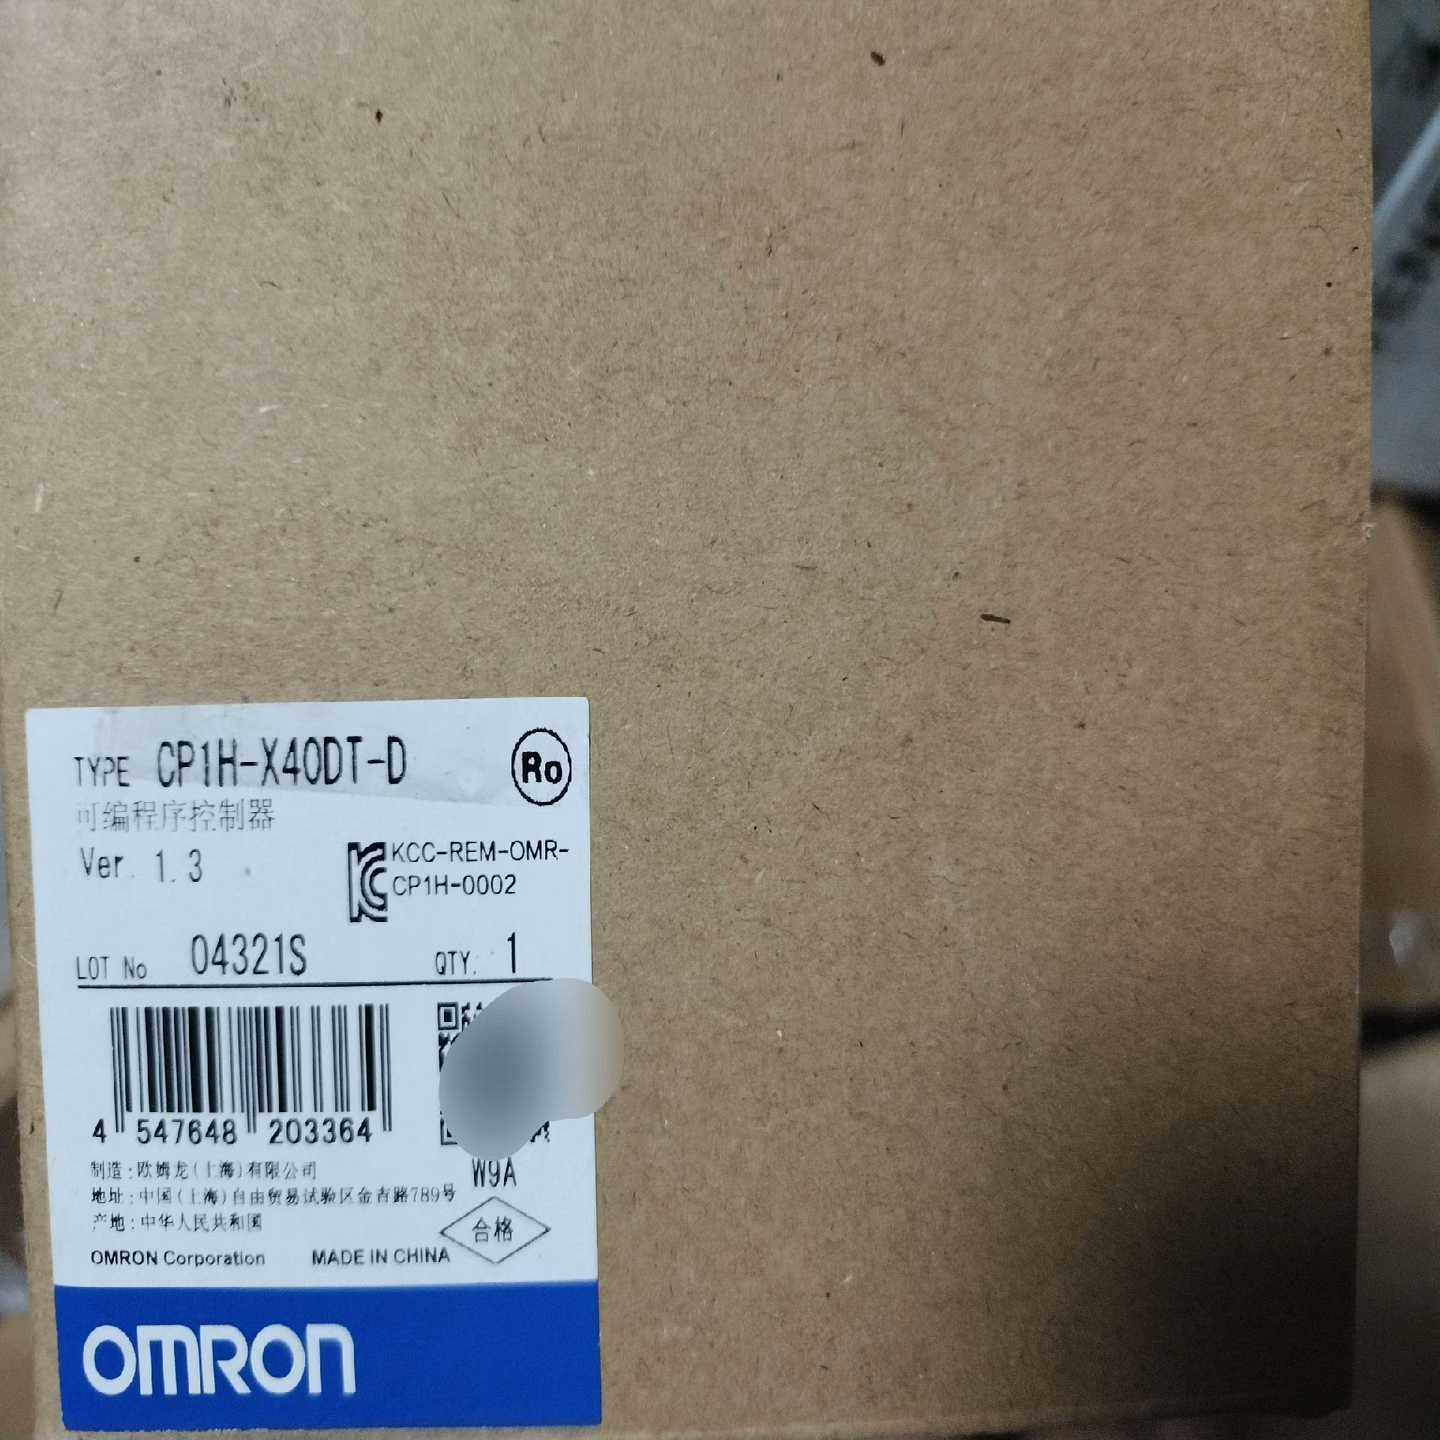 TYPE CP1H-X40DT-D
Ro
可编程序控制器
Ver. 1.3
KCC-REM-OMR-
CP1H-0002
LOT No 04321S QTY. 1
4 547648 203364
W9A
制造:欧姆龙(上海)有限公司
地址:中国(上海)自由贸易试验区金吉路789号
产地:中华人民共和国
合格
OMRON Corporation MADE IN CHINA
OMRON